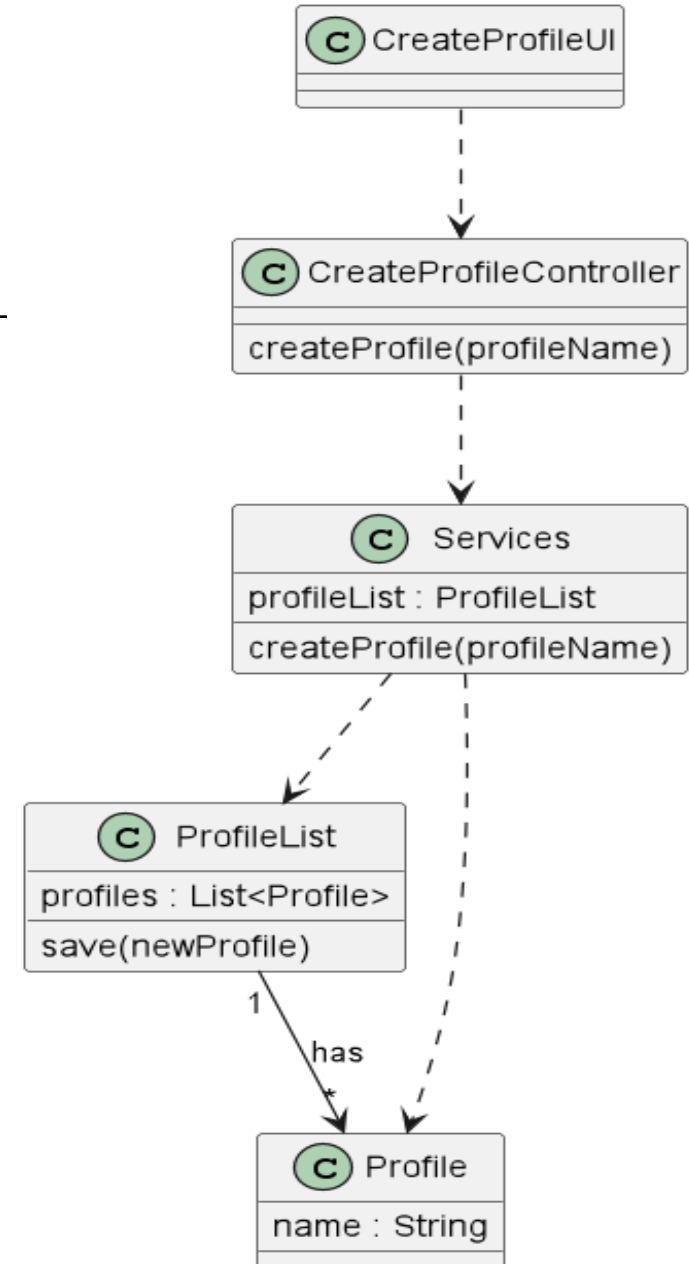 C CreateProfileUI
C CreateProfileController
createProfile(profileName)
C Services
profileList : ProfileList
createProfile(profileName)
C ProfileList
profiles : List<Profile>
save(newProfile)
1
has
*
C Profile
name : String